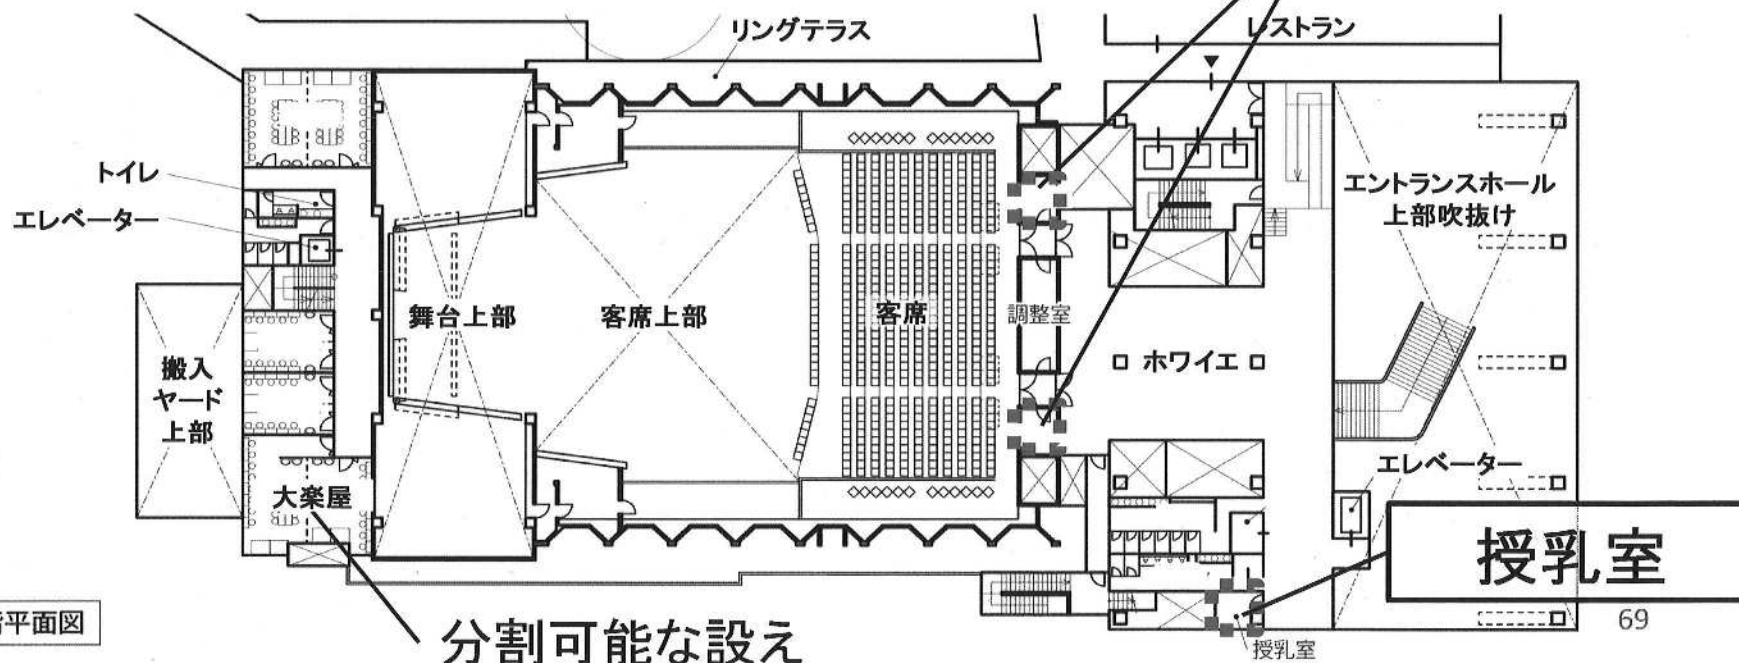 リングテラス
レストラン
トイレ
エレベーター
エントランスホール
上部吹抜け
舞台上部
客席上部
客席
調整室
ホワイエ
搬入
ヤード
上部
エレベーター
大楽屋
授乳室
69
階平面図
分割可能な設え
授乳室